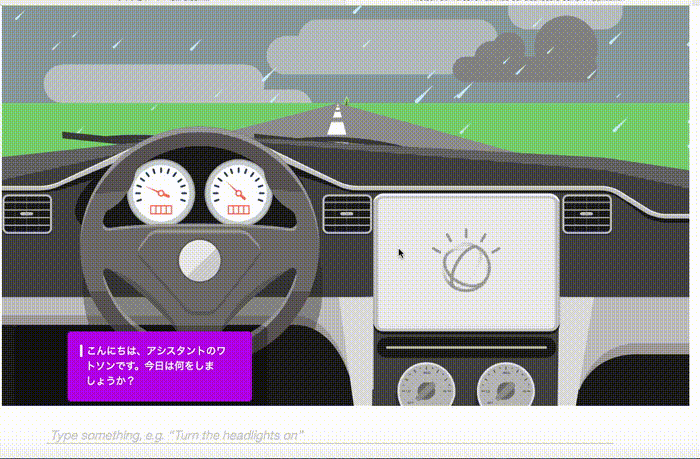 こんにちは、アシスタントのワ
トソンです。今日は何をしま
しょうか？
Type something, e.g. “Turn the headlights on”